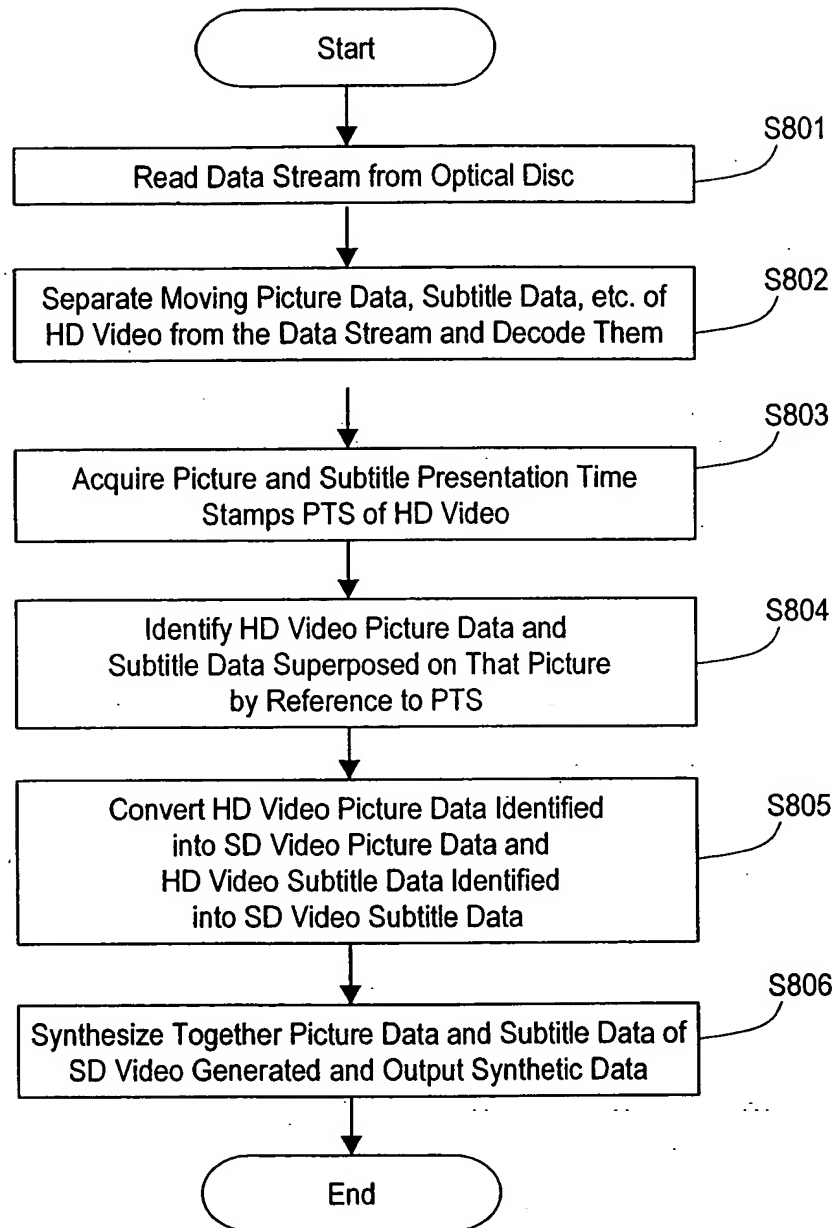 Start
S801
Read Data Stream from Optical Disc
S802
Separate Moving Picture Data, Subtitle Data, etc. of
HD Video from the Data Stream and Decode Them
S803
Acquire Picture and Subtitle Presentation Time
Stamps PTS of HD Video
S804
Identify HD Video Picture Data and
Subtitle Data Superposed on That Picture
by Reference to PTS
S805
Convert HD Video Picture Data Identified
into SD Video Picture Data and
HD Video Subtitle Data Identified
into SD Video Subtitle Data
S806
Synthesize Together Picture Data and Subtitle Data of
SD Video Generated and Output Synthetic Data
End